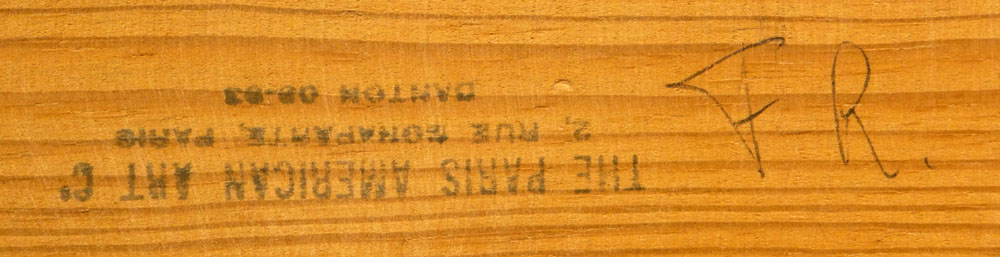 THE PARIS AMERICAN ART Cº
2, RUE BONAPARTE, PARIS
DANTON 08-83
F R.